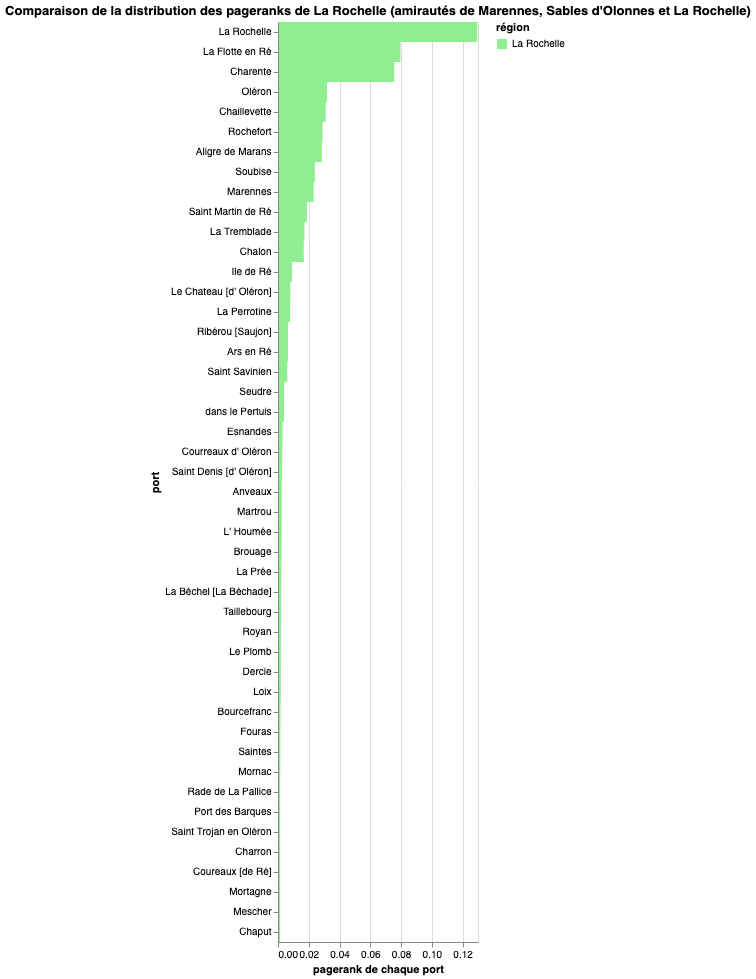 Comparaison de la distribution des pageranks de La Rochelle (amirautés de Marennes, Sables d'Olonnes et La Rochelle)
région
La Rochelle
La Rochelle
La Flotte en Ré
Charente
Oléron
Chaillevette
Rochefort
Aligre de Marans
Soubise
Marennes
Saint Martin de Ré
La Tremblade
Chalon
Ile de Ré
Le Chateau [d' Oléron]
La Perrotine
Ribérou [Saujon]
Ars en Ré
Saint Savinien
Seudre
dans le Pertuis
Esnandes
Courreaux d' Oléron
Saint Denis [d' Oléron]
Anveaux
Martrou
L' Houmée
Brouage
La Prée
La Béchel [La Béchade]
Taillebourg
Royan
Le Plomb
Dercie
Loix
Bourcefranc
Fouras
Saintes
Mornac
Rade de La Pallice
Port des Barques
Saint Trojan en Oléron
Charron
Coureaux [de Ré]
Mortagne
Mescher
Chaput
port
0.00 0.02 0.04 0.06 0.08 0.10 0.12
pagerank de chaque port